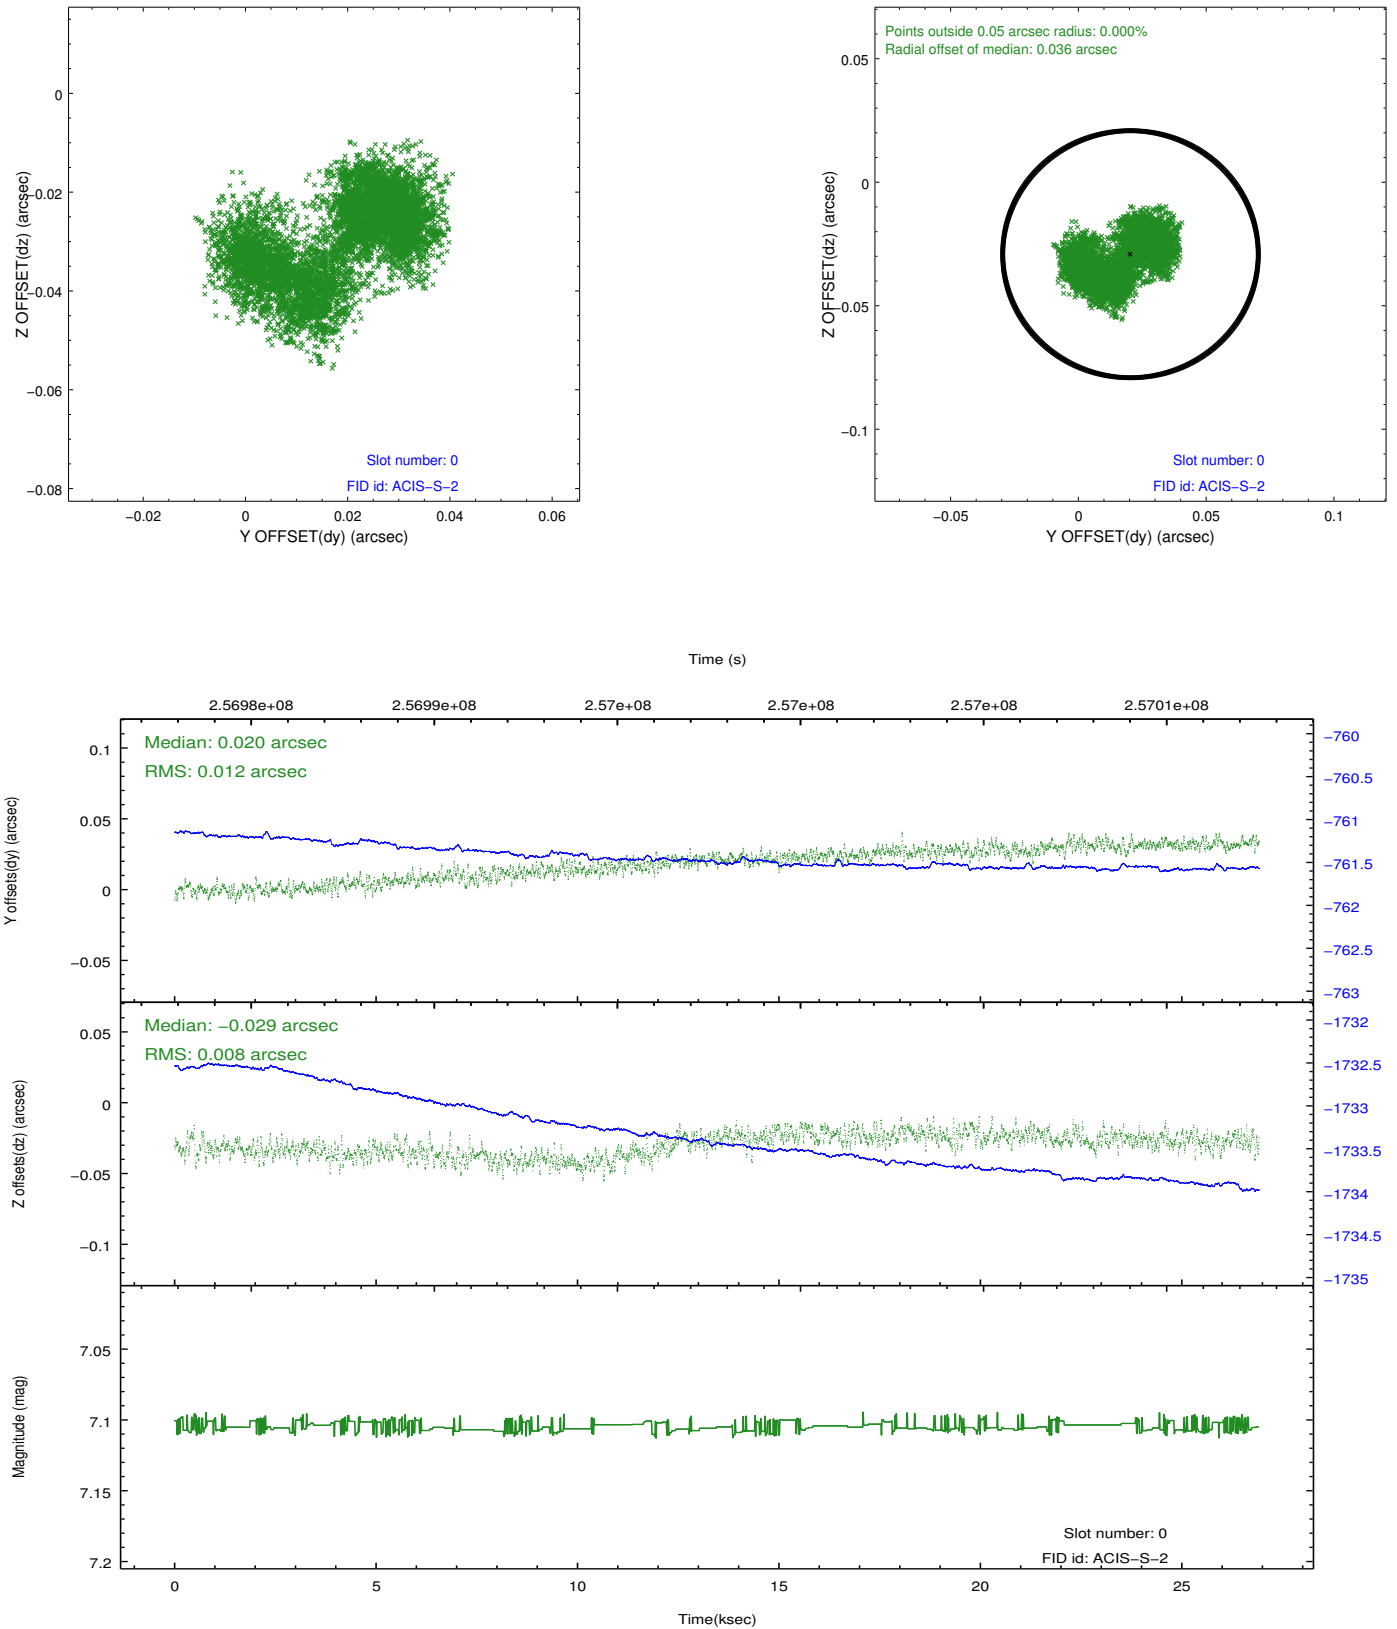 0
−0.02
−0.04
−0.06
−0.08
Z OFFSET(dz) (arcsec)
Slot number: 0
FID id: ACIS−S−2
−0.02 0 0.02 0.04 0.06
Y OFFSET(dy) (arcsec)
Points outside 0.05 arcsec radius: 0.000%
Radial offset of median: 0.036 arcsec
0.05
0
−0.05
−0.1
Z OFFSET(dz) (arcsec)
Slot number: 0
FID id: ACIS−S−2
−0.05 0 0.05 0.1
Y OFFSET(dy) (arcsec)
Time (s)
2.5698e+08 2.5699e+08 2.57e+08 2.57e+08 2.57e+08 2.5701e+08
Median: 0.020 arcsec
RMS: 0.012 arcsec
0.1
0.05
0
−0.05
Y offsets(dy) (arcsec)
−760
−760.5
−761
−761.5
−762
−762.5
−763
Median: −0.029 arcsec
RMS: 0.008 arcsec
0.05
0
−0.05
−0.1
Z offsets(dz) (arcsec)
−1732
−1732.5
−1733
−1733.5
−1734
−1734.5
−1735
7.05
7.1
7.15
7.2
Magnitude (mag)
Slot number: 0
FID id: ACIS−S−2
0 5 10 15 20 25
Time(ksec)